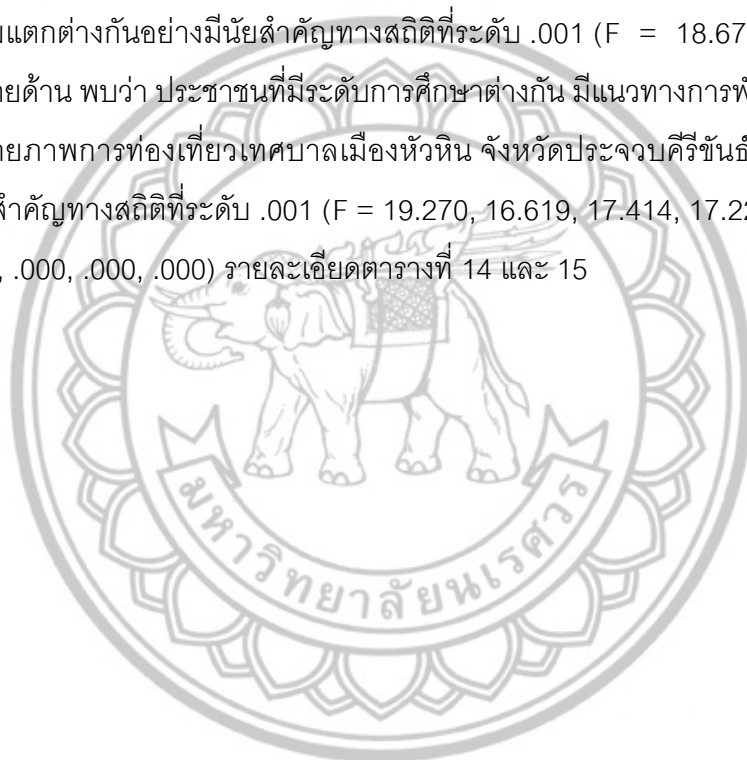 แตกต่างกันอย่างมีนัยสำคัญทางสถิติที่ระดับ .001 (F = 18.67
ายด้าน พบว่า ประชาชนที่มีระดับการศึกษาต่างกัน มีแนวทางการพั
ายภาพการท่องเที่ยวเทศบาลเมืองหัวหิน จังหวัดประจวบคีรีขันธ์
สำคัญทางสถิติที่ระดับ .001 (F = 19.270, 16.619, 17.414, 17.22
, .000, .000, .000) รายละเอียดตารางที่ 14 และ 15
มหาวิทยาลัยนเรศวร